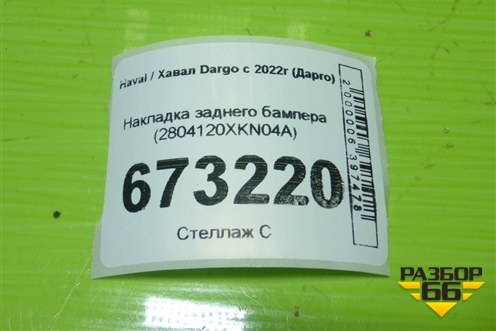 Haval / Хавал Dargo с 2022г (Дарго)
Накладка заднего бампера
(2804120XKN04A)
673220
Стеллаж С
2000006397478
РАЗБОР
66